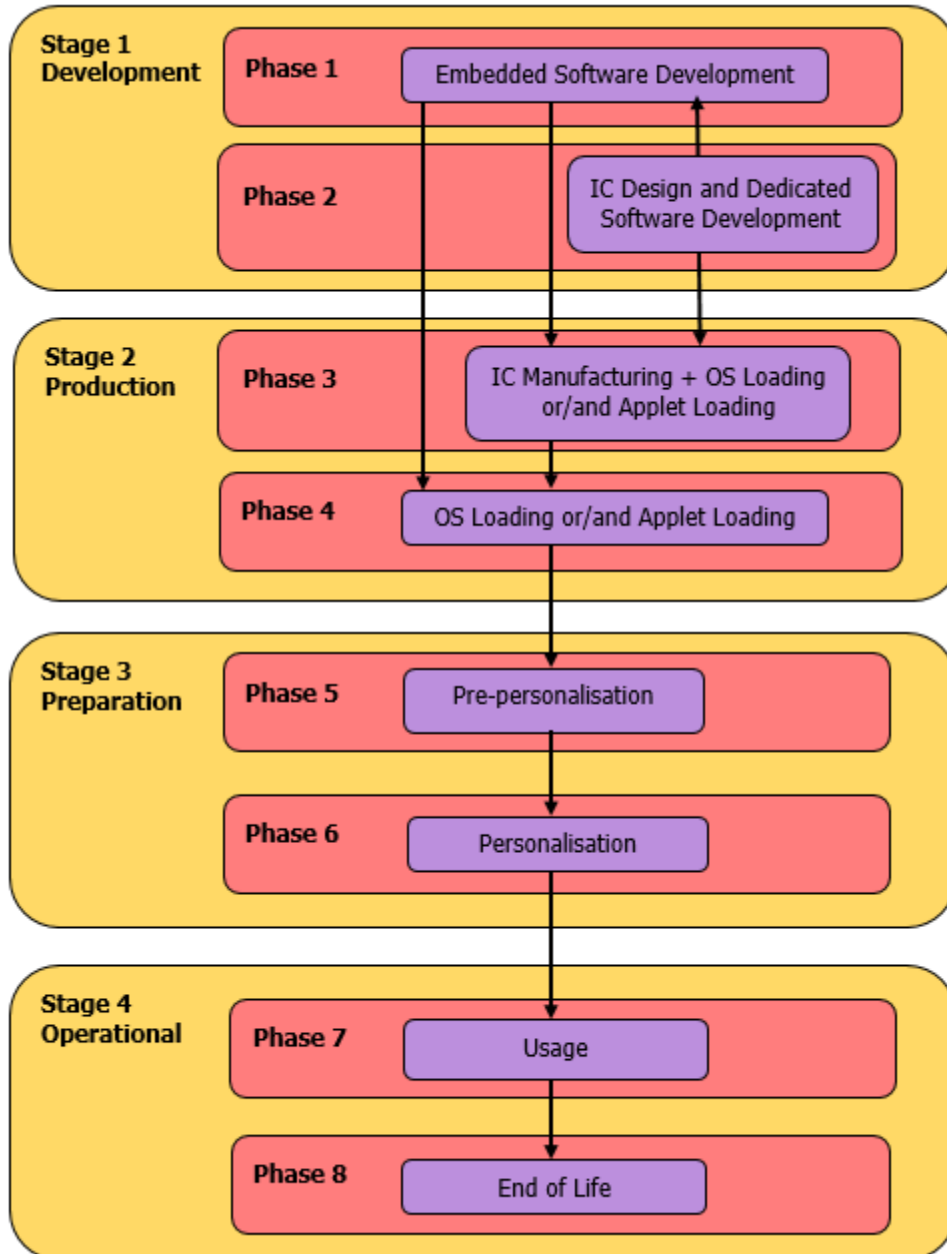 Stage 1
Development
Phase 1
Embedded Software Development
Phase 2
IC Design and Dedicated
Software Development
Stage 2
Production
Phase 3
IC Manufacturing + OS Loading
or/and Applet Loading
Phase 4
OS Loading or/and Applet Loading
Stage 3
Preparation
Phase 5
Pre-personalisation
Phase 6
Personalisation
Stage 4
Operational
Phase 7
Usage
Phase 8
End of Life